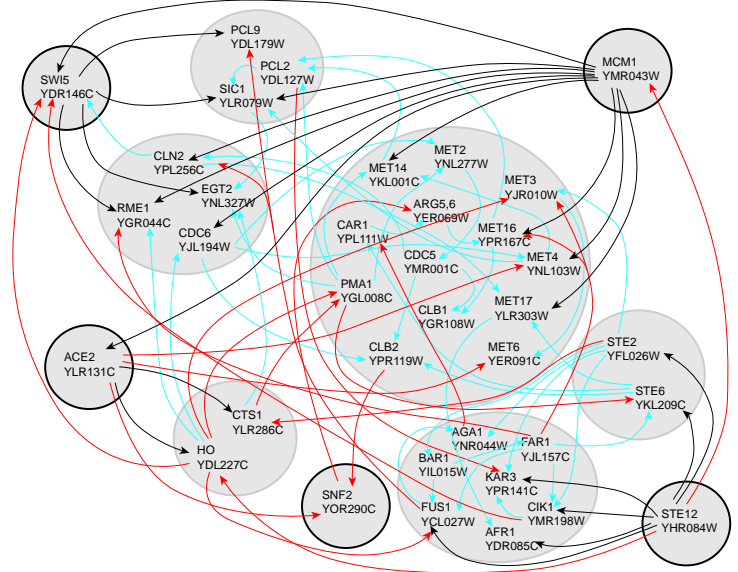 PCL9
YDL179W
PCL2
YDL127W
SIC1
YLR079W
SWI5
YDR146C
MCM1
YMR043W
CLN2
YPL256C
EGT2
YNL327W
RME1
YGR044C
CDC6
YJL194W
MET2
YNL277W
MET14
YKL001C
MET3
YJR010W
ARG5,6
YER069W
CAR1
YPL111W
MET16
YPR167C
CDC5
YMR001C
MET4
YNL103W
PMA1
YGL008C
MET17
YLR303W
CLB1
YGR108W
CLB2
YPR119W
MET6
YER091C
STE2
YFL026W
STE6
YKL209C
ACE2
YLR131C
CTS1
YLR286C
HO
YDL227C
SNF2
YOR290C
AGA1
YNR044W
FAR1
YJL157C
BAR1
YIL015W
KAR3
YPR141C
FUS1
YCL027W
CIK1
YMR198W
AFR1
YDR085C
STE12
YHR084W